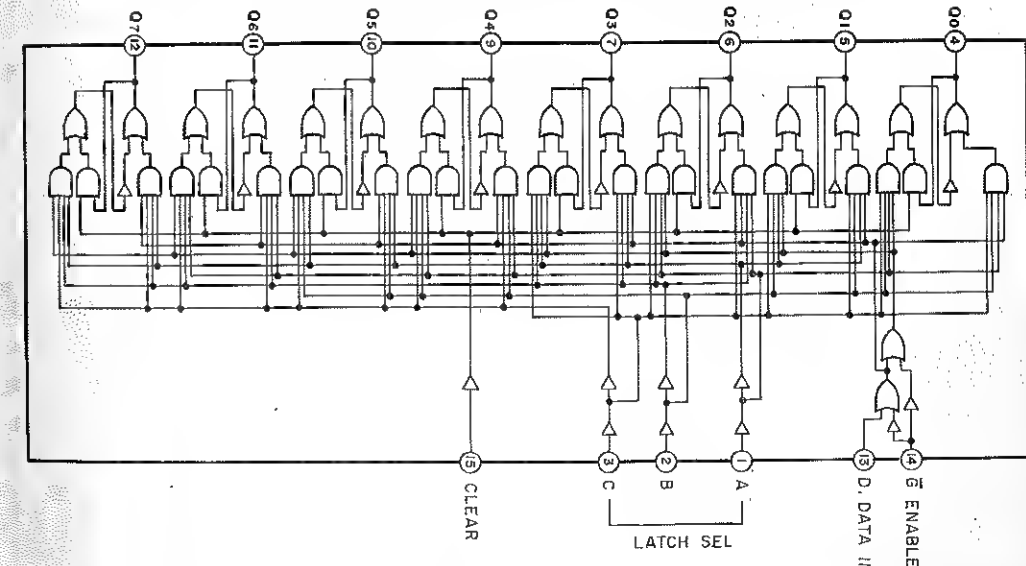 Q7 12
Q6 11
Q5 10
Q4 9
Q3 7
Q2 6
Q1 5
Q0 4
15 CLEAR
3 C
2 B
1 A
13 D, DATA I
14 G̅ ENABLE
LATCH SEL